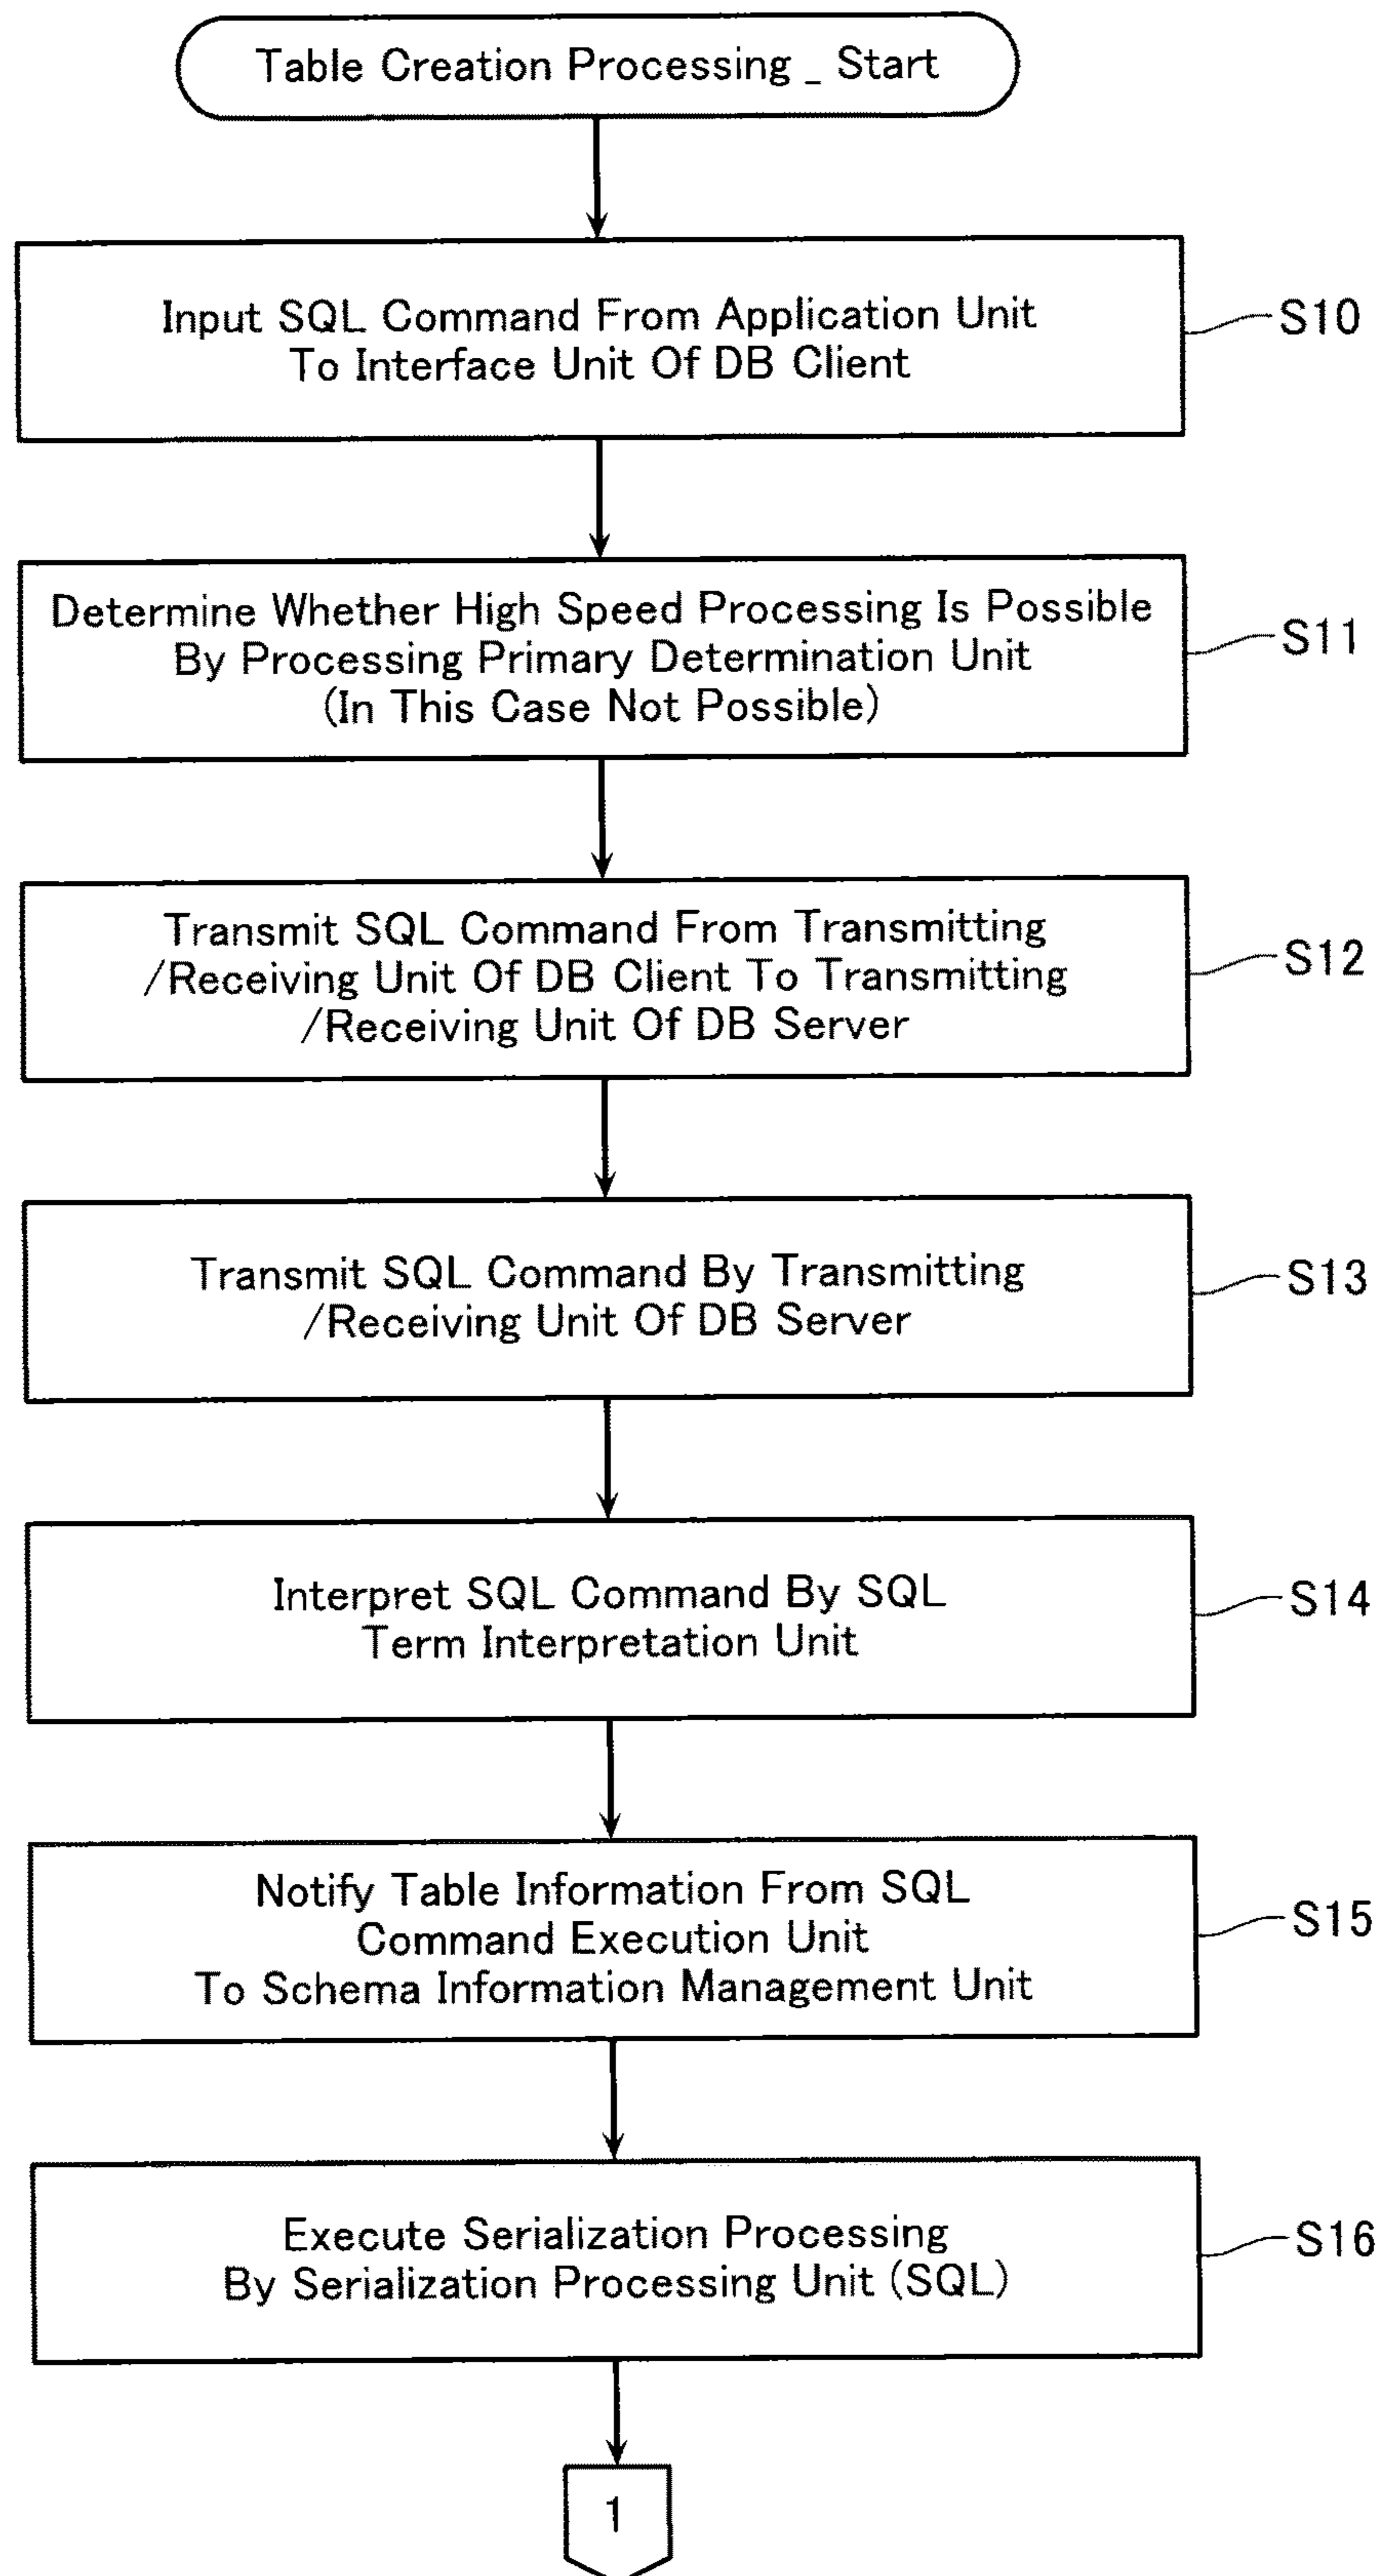 Table Creation Processing _ Start
Input SQL Command From Application Unit
To Interface Unit Of DB Client
S10
Determine Whether High Speed Processing Is Possible
By Processing Primary Determination Unit
(In This Case Not Possible)
S11
Transmit SQL Command From Transmitting
/Receiving Unit Of DB Client To Transmitting
/Receiving Unit Of DB Server
S12
Transmit SQL Command By Transmitting
/Receiving Unit Of DB Server
S13
Interpret SQL Command By SQL
Term Interpretation Unit
S14
Notify Table Information From SQL
Command Execution Unit
To Schema Information Management Unit
S15
Execute Serialization Processing
By Serialization Processing Unit (SQL)
S16
1